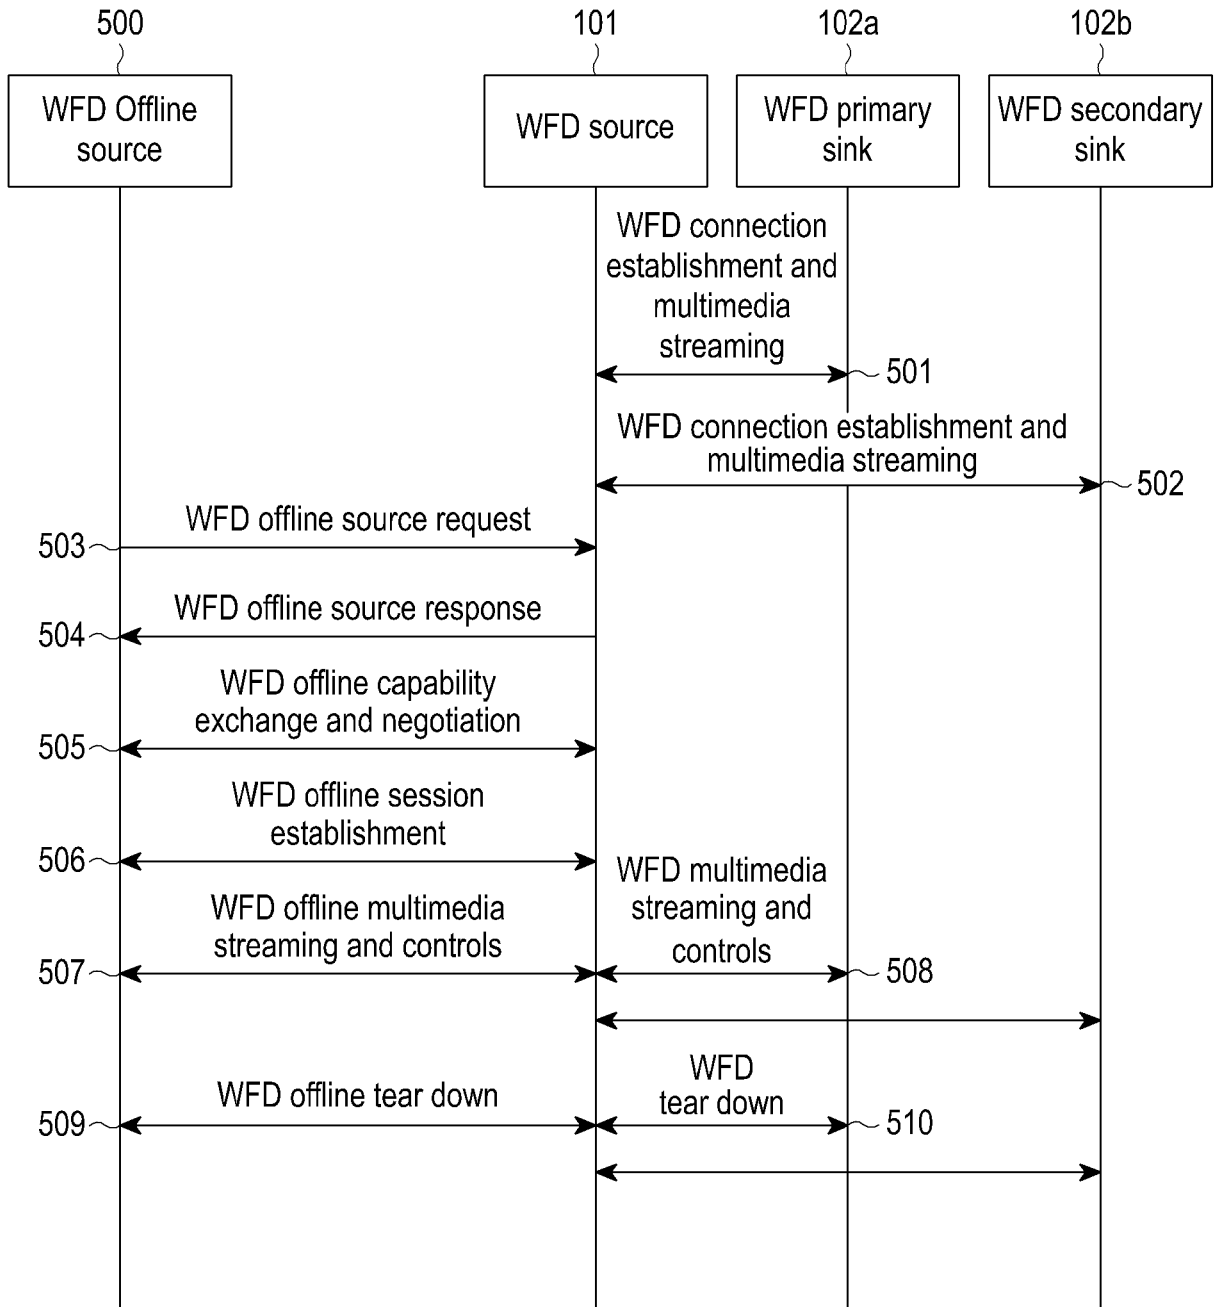 500
101
102a
102b
WFD Offline
source
WFD source
WFD primary
sink
WFD secondary
sink
WFD connection
establishment and
multimedia
streaming
501
WFD connection establishment and
multimedia streaming
502
WFD offline source request
503
WFD offline source response
504
WFD offline capability
exchange and negotiation
505
WFD offline session
establishment
506
WFD offline multimedia
streaming and controls
507
WFD multimedia
streaming and
controls
508
WFD offline tear down
509
WFD
tear down
510